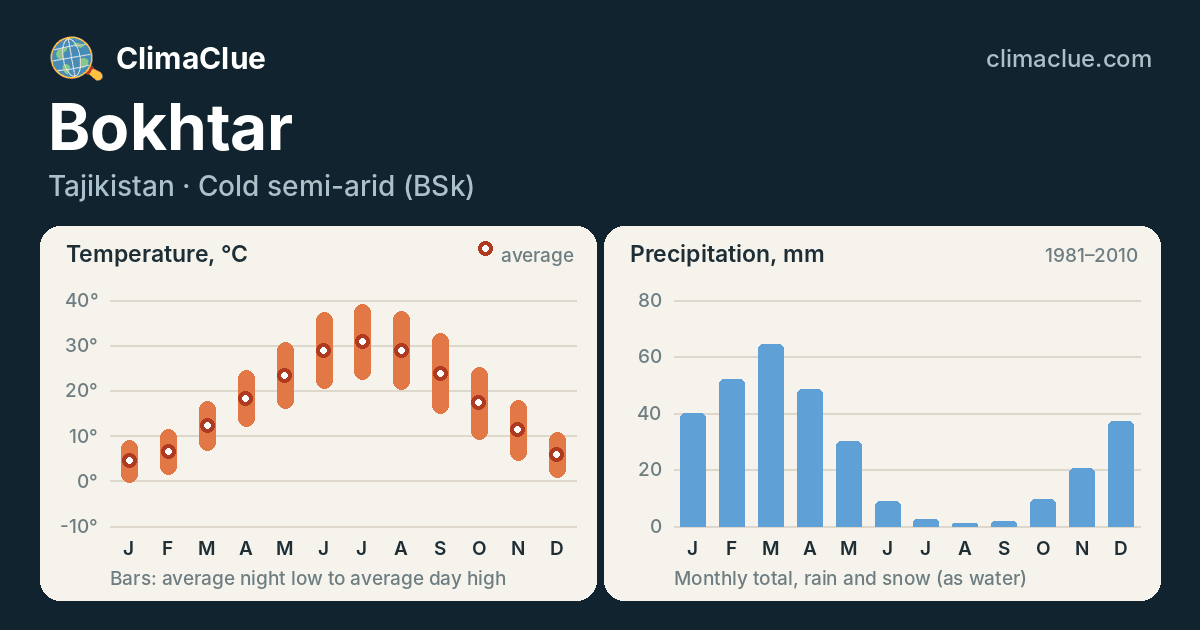 ClimaClue
climaclue.com
Bokhtar
Tajikistan · Cold semi-arid (BSk)
Temperature, °C
average
40°
30°
20°
10°
0°
-10°
J F M A M J J A S O N D
Bars: average night low to average day high
Precipitation, mm
1981–2010
80
60
40
20
0
J F M A M J J A S O N D
Monthly total, rain and snow (as water)